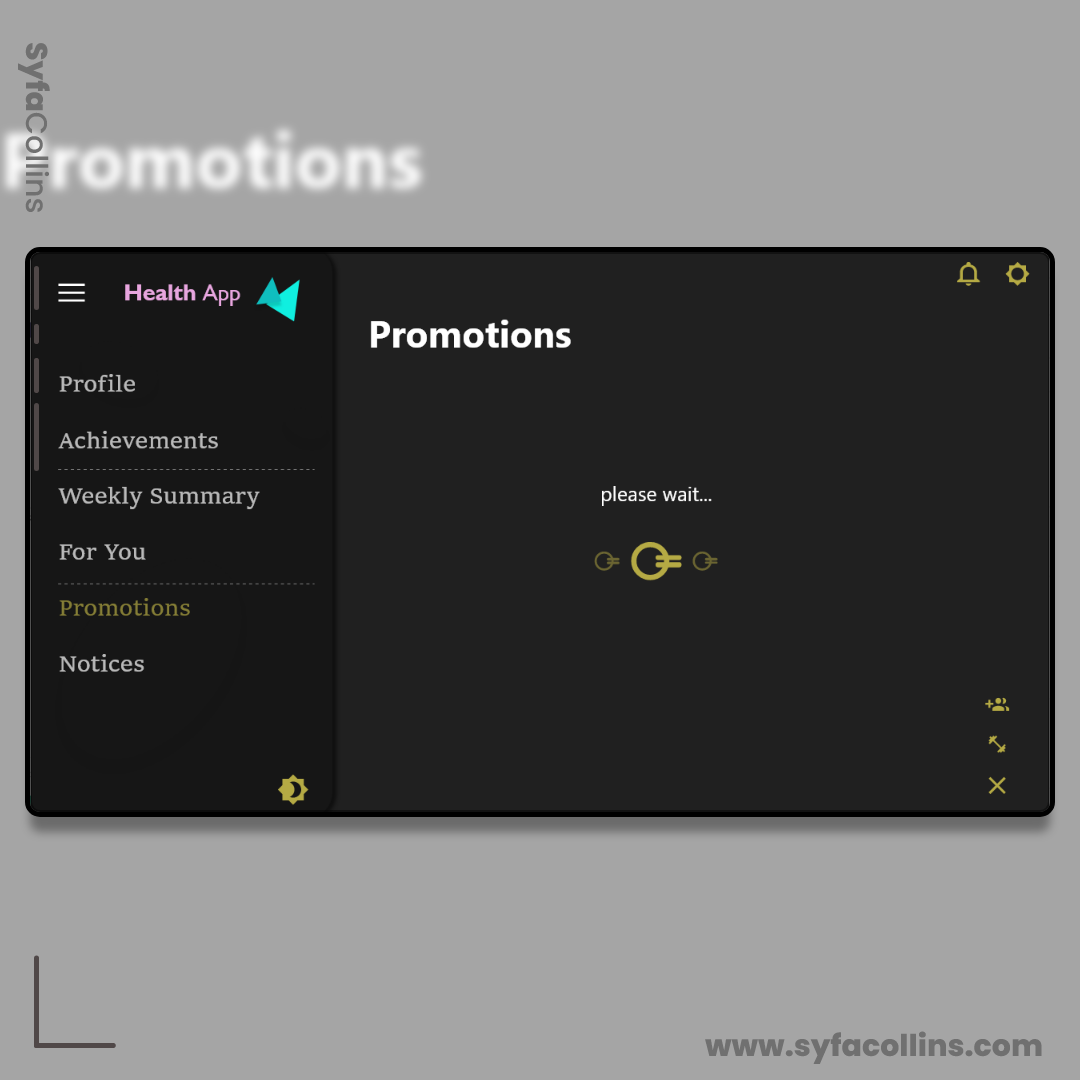 syfaCollins
Promotions
Health App
Promotions
Profile
Achievements
Weekly Summary
For You
Promotions
Notices
please wait...
www.syfacollins.com